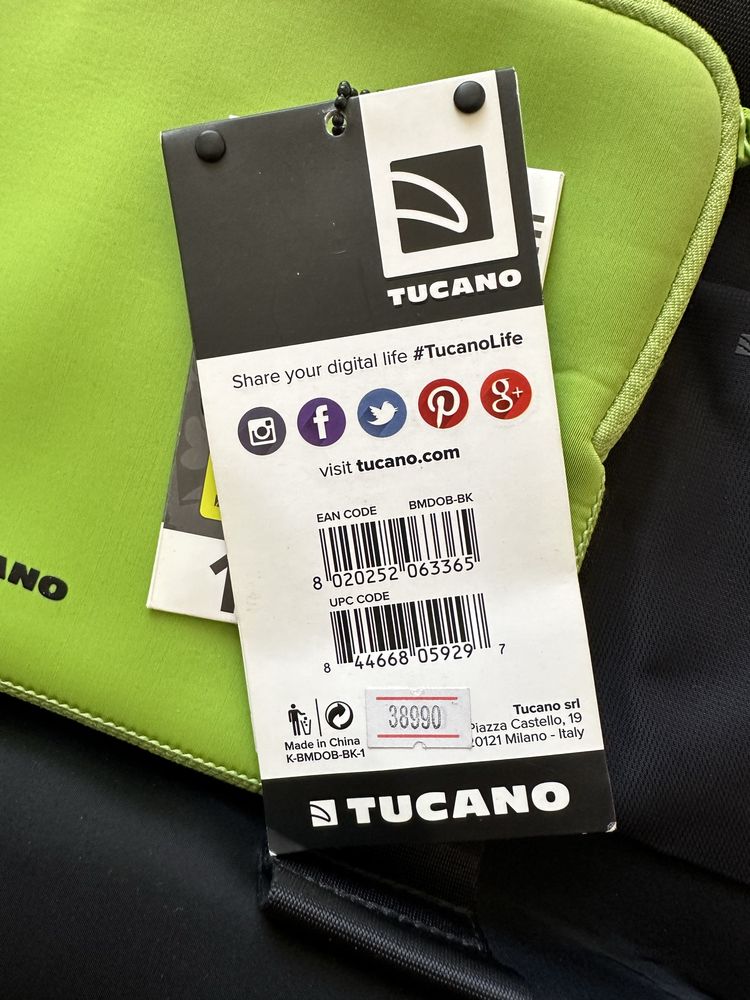 TUCANO
Share your digital life #TucanoLife
f g+
visit tucano.com
EAN CODE BMDOB-BK
8 020252 063365
UPC CODE
8 44668 05929 7
38990
Made in China
K-BMDOB-BK-1
Tucano srl
Piazza Castello, 19
20121 Milano - Italy
TUCANO
ANO